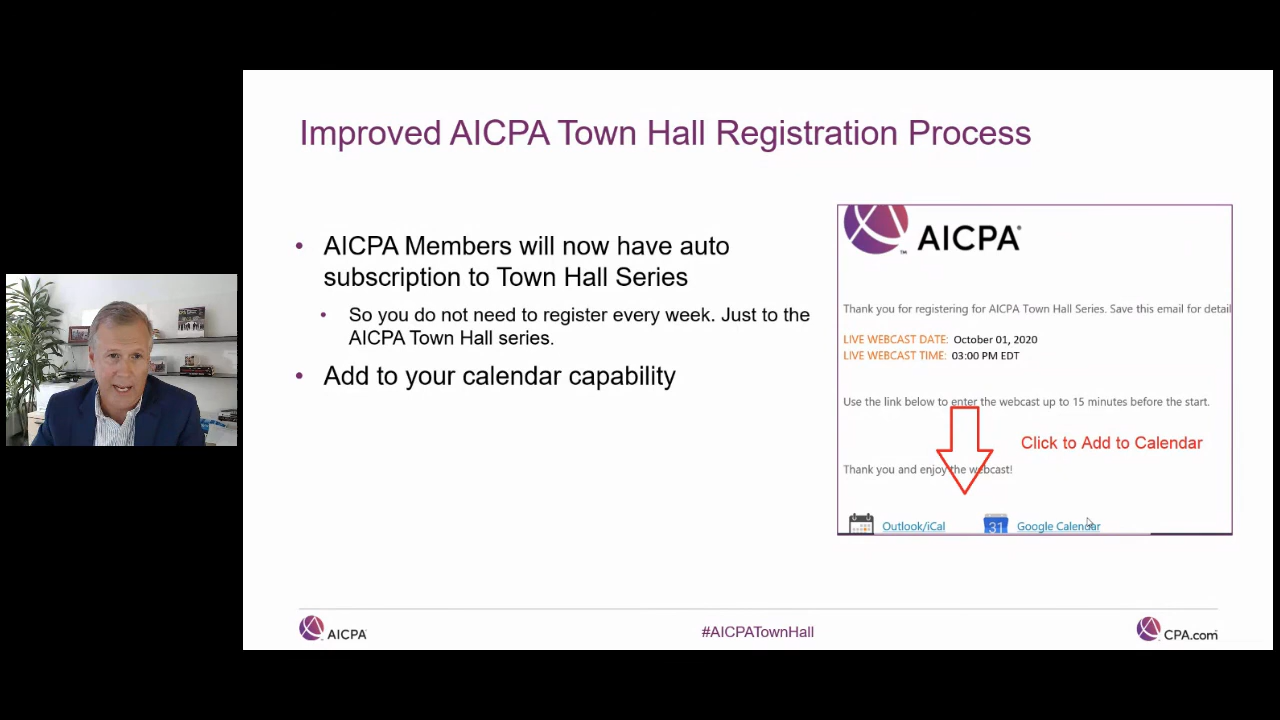 Improved AICPA Town Hall Registration Process
• AICPA Members will now have auto
subscription to Town Hall Series
• So you do not need to register every week. Just to the
AICPA Town Hall series.
• Add to your calendar capability
AICPA®
™
Thank you for registering for AICPA Town Hall Series. Save this email for detail
LIVE WEBCAST DATE: October 01, 2020
LIVE WEBCAST TIME: 03:00 PM EDT
Use the link below to enter the webcast up to 15 minutes before the start.
Click to Add to Calendar
Thank you and enjoy the webcast!
Outlook/iCal
31 Google Calendar
AICPA
#AICPATownHall
CPA.com